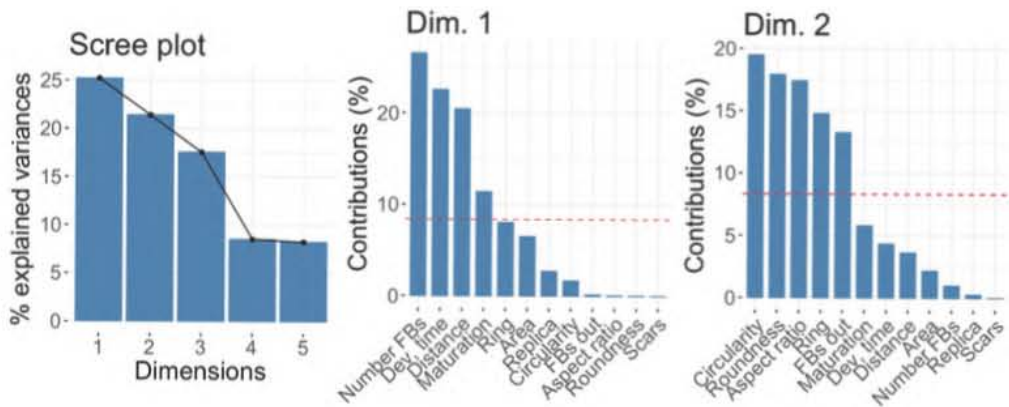 Scree plot
% explained variances
25
20
15
10
5
0
1 2 3 4 5
Dimensions
Dim. 1
Contributions (%)
20
10
0
Number FBs
Dev. time
Distance
Maturation
Ring
Area
Replica
Circularity
FBs out
Aspect ratio
Roundness
Scars
Dim. 2
Contributions (%)
20
15
10
5
0
Circularity
Roundness
Aspect ratio
Ring
FBs out
Maturation
Dev. time
Distance
Area
Number FBs
Replica
Scars